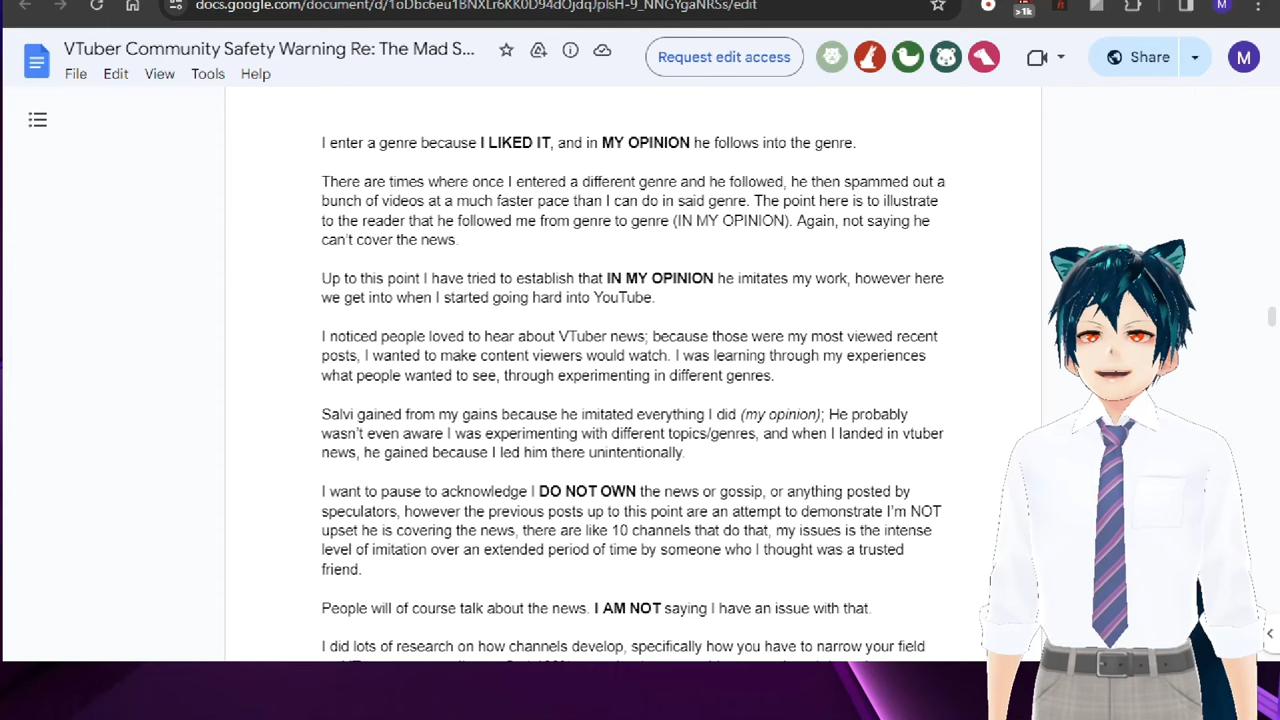 docs.google.com/document/d/1oDbc6eu1BNXLr6KK0D94dOjdq/plsH-9_NNGYgaNRSs/edit
>1k
M
VTuber Community Safety Warning Re: The Mad S...
File Edit View Tools Help
Request edit access
Share
M
I enter a genre because I LIKED IT, and in MY OPINION he follows into the genre.
There are times where once I entered a different genre and he followed, he then spammed out a
bunch of videos at a much faster pace than I can do in said genre. The point here is to illustrate
to the reader that he followed me from genre to genre (IN MY OPINION). Again, not saying he
can't cover the news.
Up to this point I have tried to establish that IN MY OPINION he imitates my work, however here
we get into when I started going hard into YouTube.
I noticed people loved to hear about VTuber news; because those were my most viewed recent
posts, I wanted to make content viewers would watch. I was learning through my experiences
what people wanted to see, through experimenting in different genres.
Salvi gained from my gains because he imitated everything I did (my opinion); He probably
wasn't even aware I was experimenting with different topics/genres, and when I landed in vtuber
news, he gained because I led him there unintentionally.
I want to pause to acknowledge I DO NOT OWN the news or gossip, or anything posted by
speculators, however the previous posts up to this point are an attempt to demonstrate I'm NOT
upset he is covering the news, there are like 10 channels that do that, my issues is the intense
level of imitation over an extended period of time by someone who I thought was a trusted
friend.
People will of course talk about the news. I AM NOT saying I have an issue with that.
I did lots of research on how channels develop, specifically how you have to narrow your field